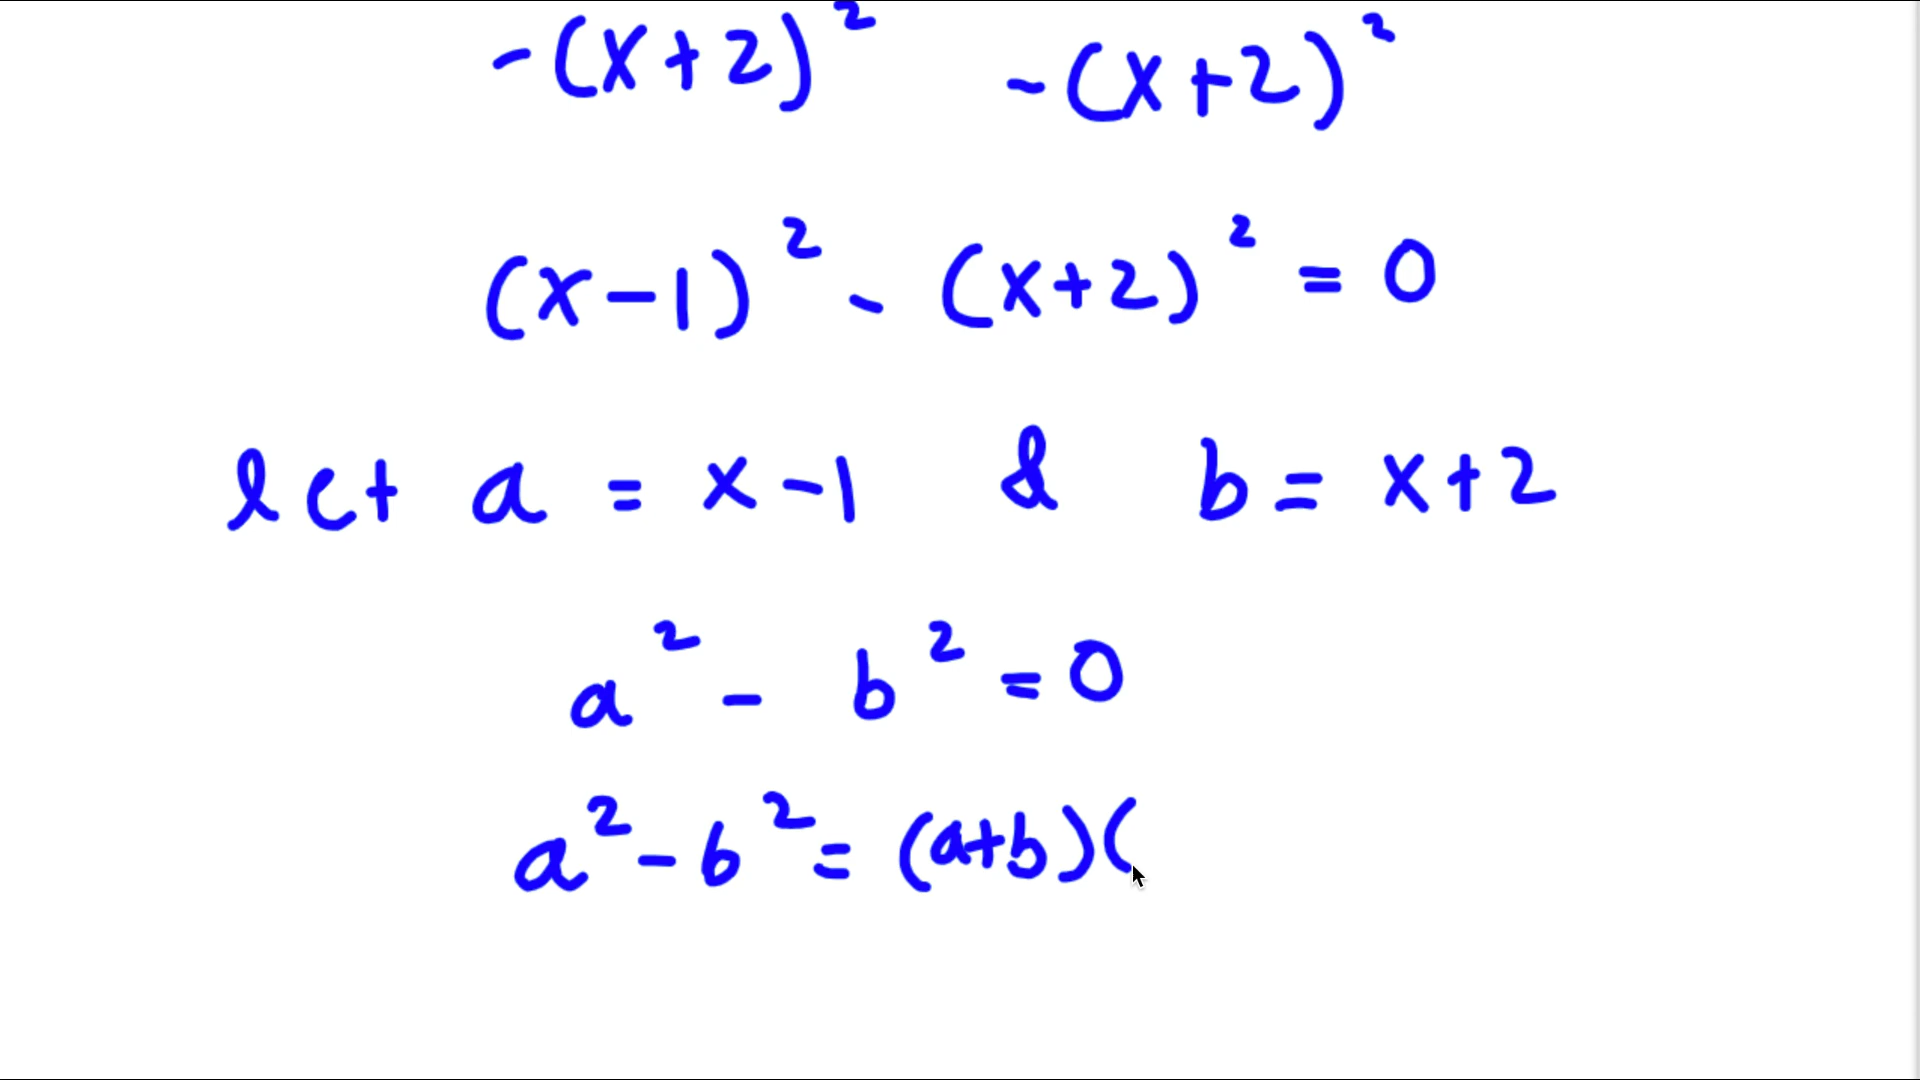 -(x+2)² -(x+2)²
(x-1)² - (x+2)² = 0
let a = x-1 & b = x+2
a² - b² = 0
a² - b² = (a+b)(